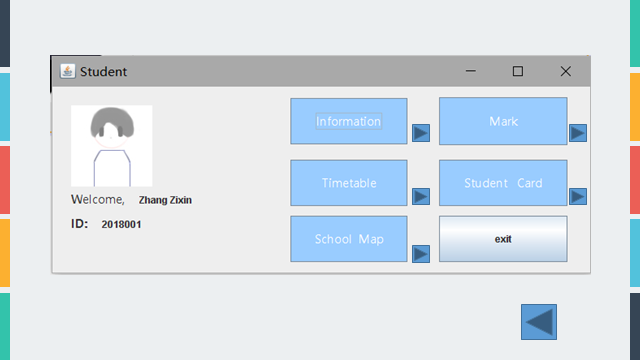 Student
Information
Mark
Timetable
Student Card
School Map
exit
Welcome, Zhang Zixin
ID: 2018001